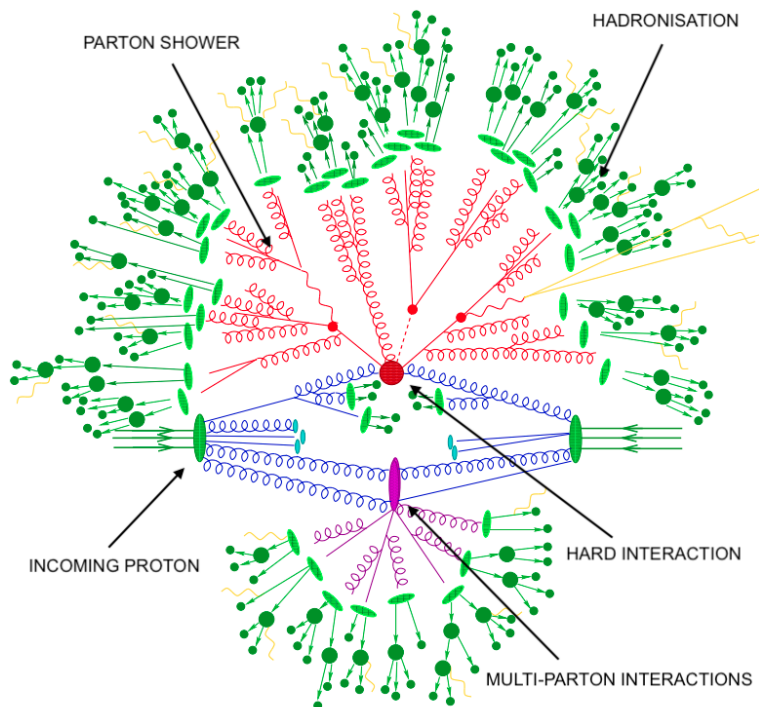 HADRONISATION
PARTON SHOWER
INCOMING PROTON
HARD INTERACTION
MULTI-PARTON INTERACTIONS